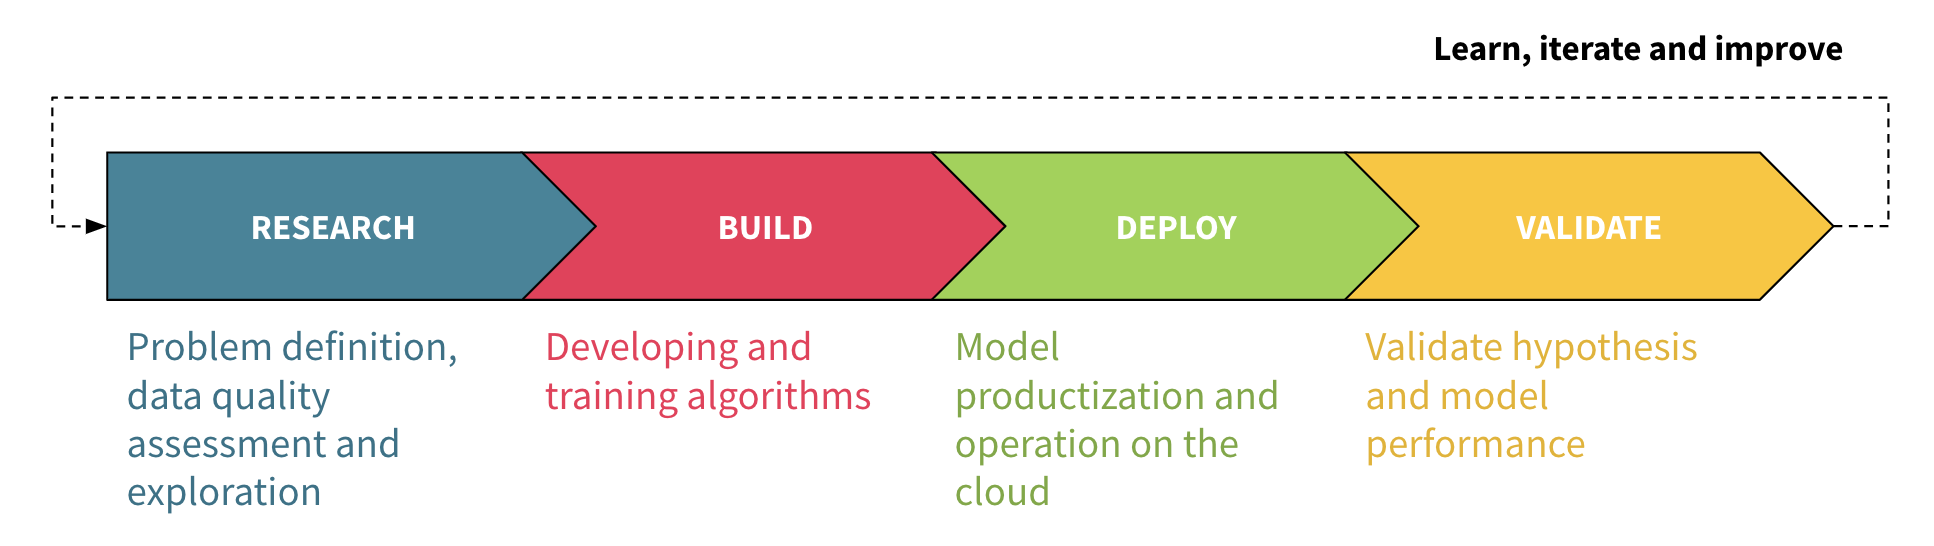 Learn, iterate and improve
RESEARCH
BUILD
DEPLOY
VALIDATE
Problem definition,
data quality
assessment and
exploration
Developing and
training algorithms
Model
productization and
operation on the
cloud
Validate hypothesis
and model
performance